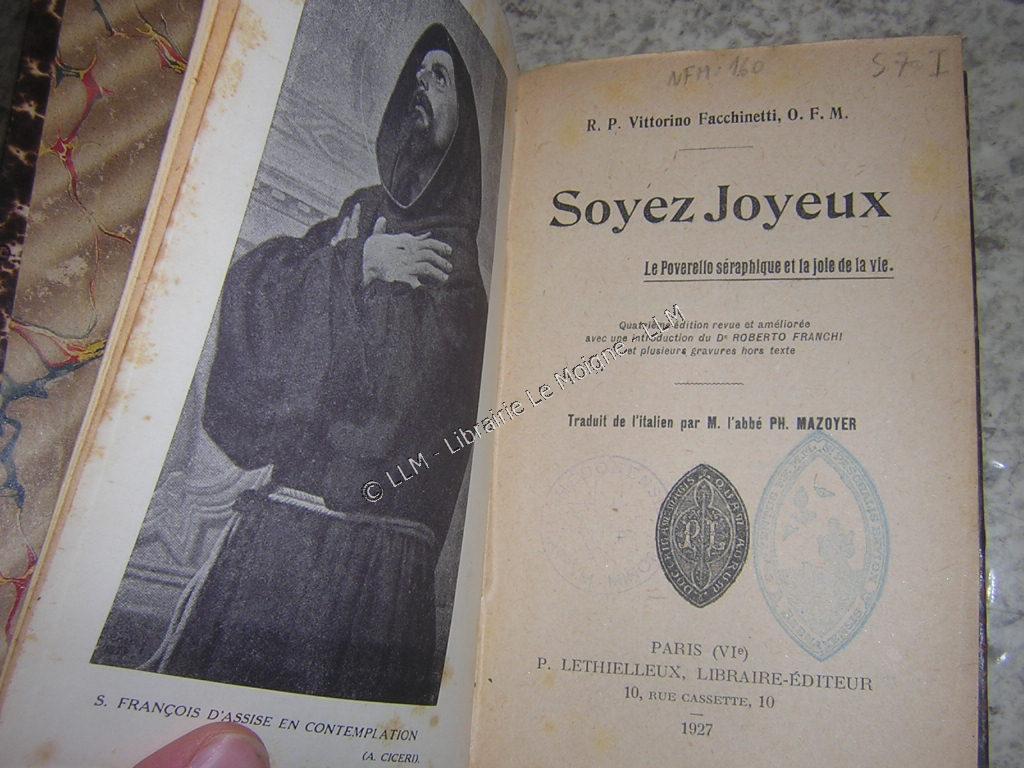 S. FRANÇOIS D'ASSISE EN CONTEMPLATION
(A. CICERI).
NFM. 160
S 7 I
R. P. Vittorino Facchinetti, O. F. M.
Soyez Joyeux
Le Poverello séraphique et la joie de la vie.
Quatrième édition revue et améliorée
avec une introduction du Dr ROBERTO FRANCHI
et plusieurs gravures hors texte
Traduit de l'italien par M. l'abbé PH. MAZOYER
R L
PARIS (VIe)
P. LETHIELLEUX, LIBRAIRE-ÉDITEUR
10, RUE CASSETTE, 10
1927
© LLM - Librairie Le Moigne - LLM